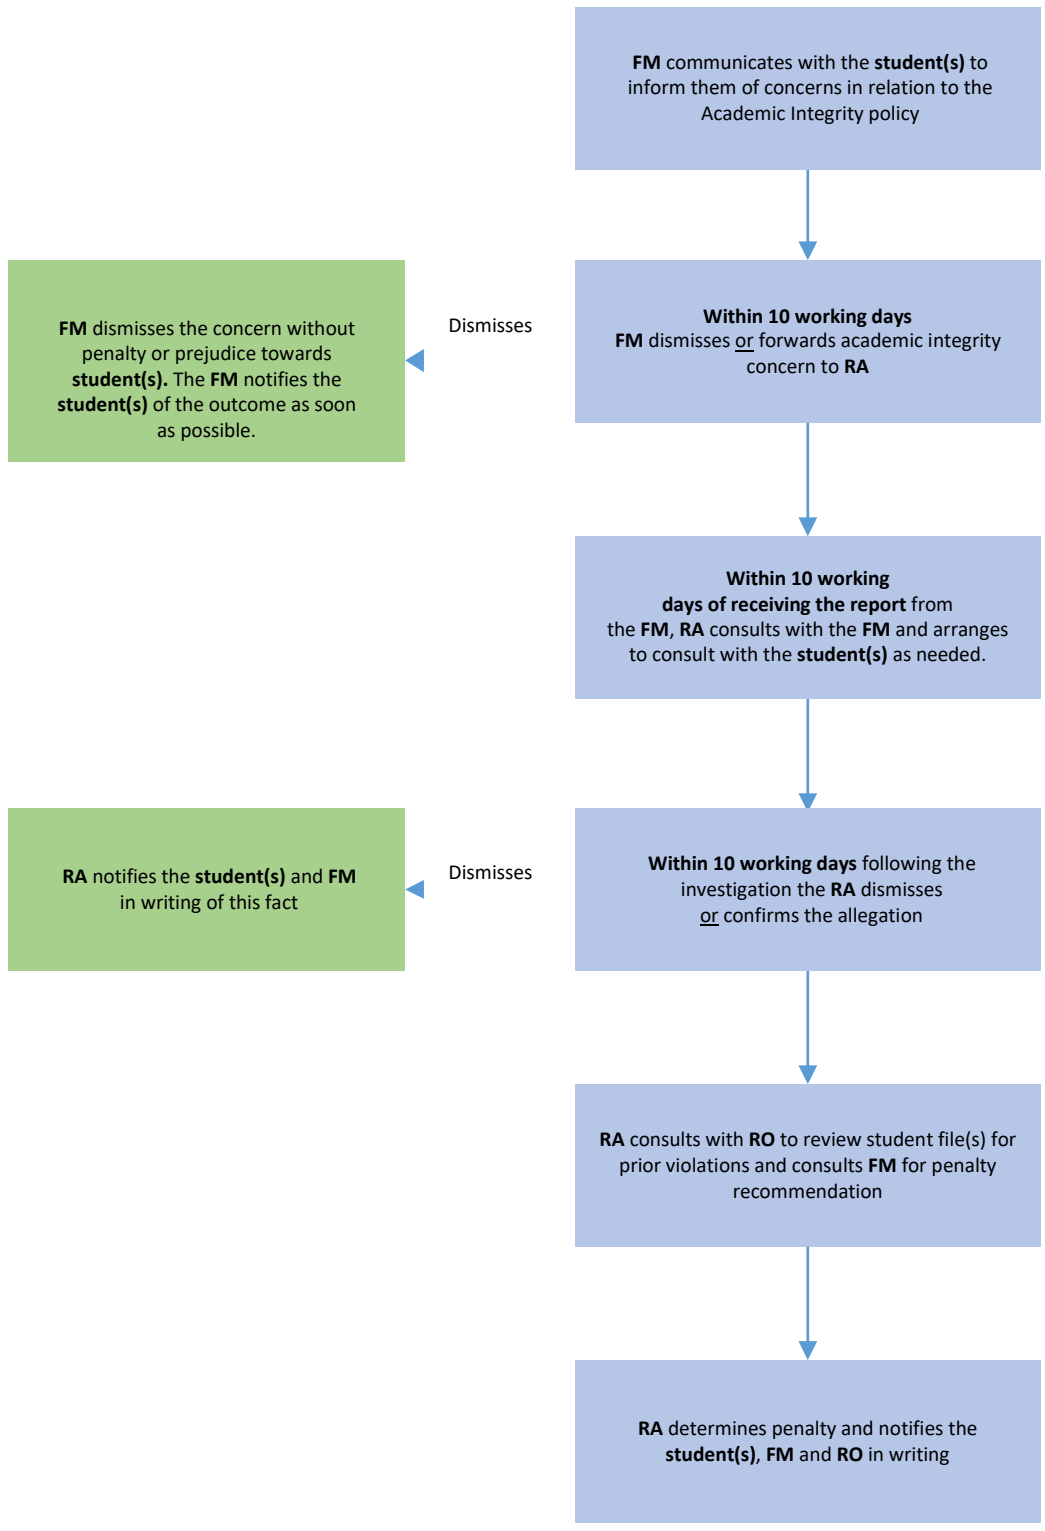 FM communicates with the student(s) to
inform them of concerns in relation to the
Academic Integrity policy
Within 10 working days
FM dismisses or forwards academic integrity
concern to RA
Dismisses
FM dismisses the concern without
penalty or prejudice towards
student(s). The FM notifies the
student(s) of the outcome as soon
as possible.
Within 10 working
days of receiving the report from
the FM, RA consults with the FM and arranges
to consult with the student(s) as needed.
Within 10 working days following the
investigation the RA dismisses
or confirms the allegation
Dismisses
RA notifies the student(s) and FM
in writing of this fact
RA consults with RO to review student file(s) for
prior violations and consults FM for penalty
recommendation
RA determines penalty and notifies the
student(s), FM and RO in writing